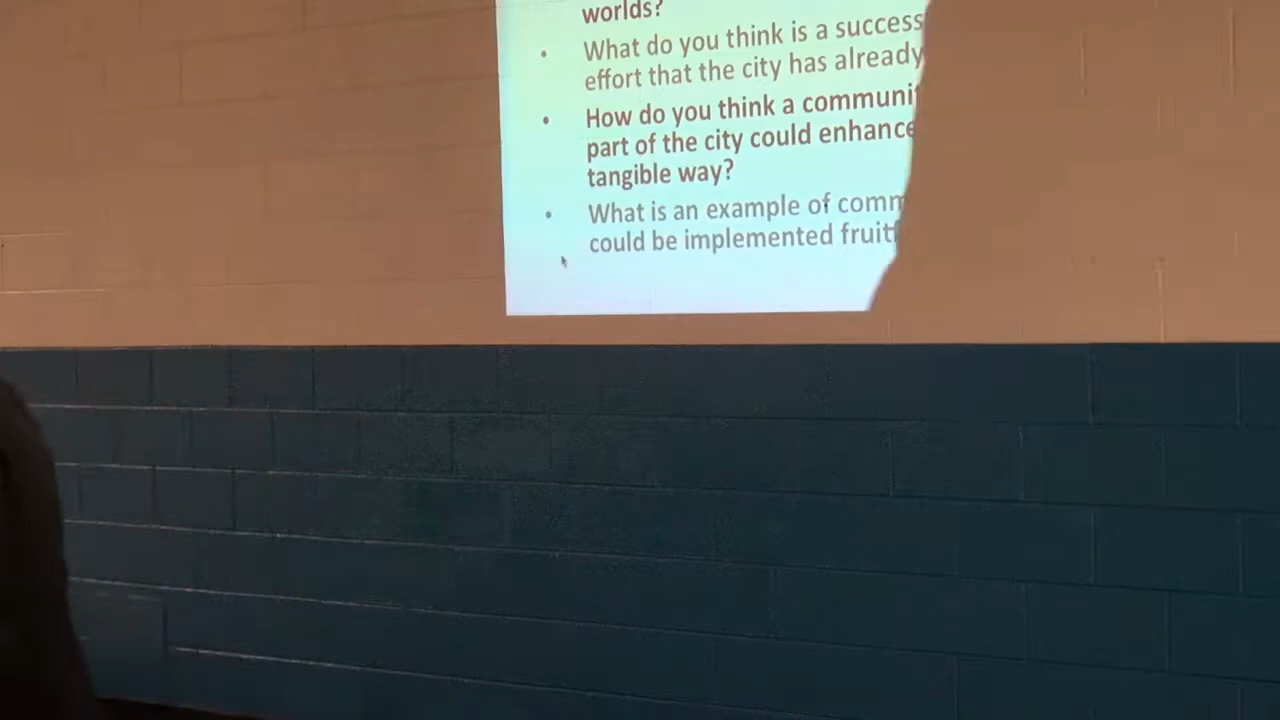 worlds?
What do you think is a success
effort that the city has already
How do you think a communi
part of the city could enhance
tangible way?
What is an example of com
could be implemented fruit